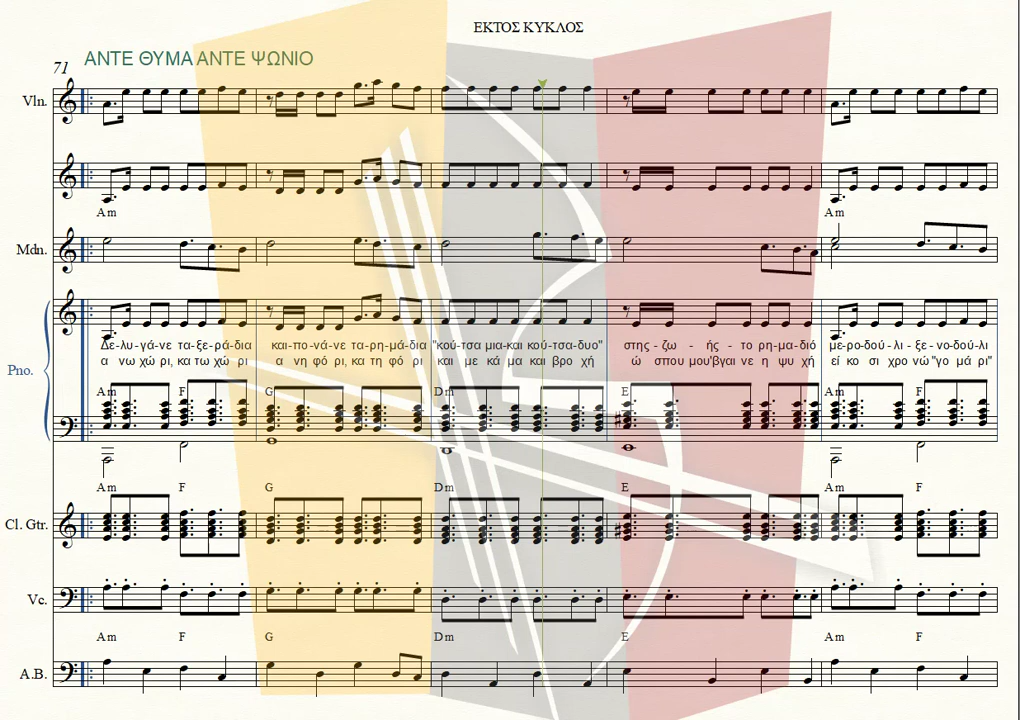 ΕΚΤΟΣ ΚΥΚΛΟΣ
ΑΝΤΕ ΘΥΜΑ ΑΝΤΕ ΨΩΝΙΟ
71
Vln.
Am Am
Mdn.
Δε-λυ-γά-νε τα-ξε-ρά-δια και-πο-νά-νε τα-ρη-μά-δια "κού-τσα μια-και κού-τσα-δυο" στης-ζω - ής - το ρη-μα-διό με-ρο-δού-λι - ξε-νο-δού-λι
α νω χώ ρι, κα τω χώ ρι α νη φό ρι, κα τη φό ρι και με κά μα και βρο χή ώ σπου μου'βγαι νε η ψυ χή εί κο σι χρο νώ "γο μά ρι"
Pno.
Am F G Dm E Am F
Am F G Dm E Am F
Cl. Gtr.
Vc.
Am F G Dm E Am F
A.B.